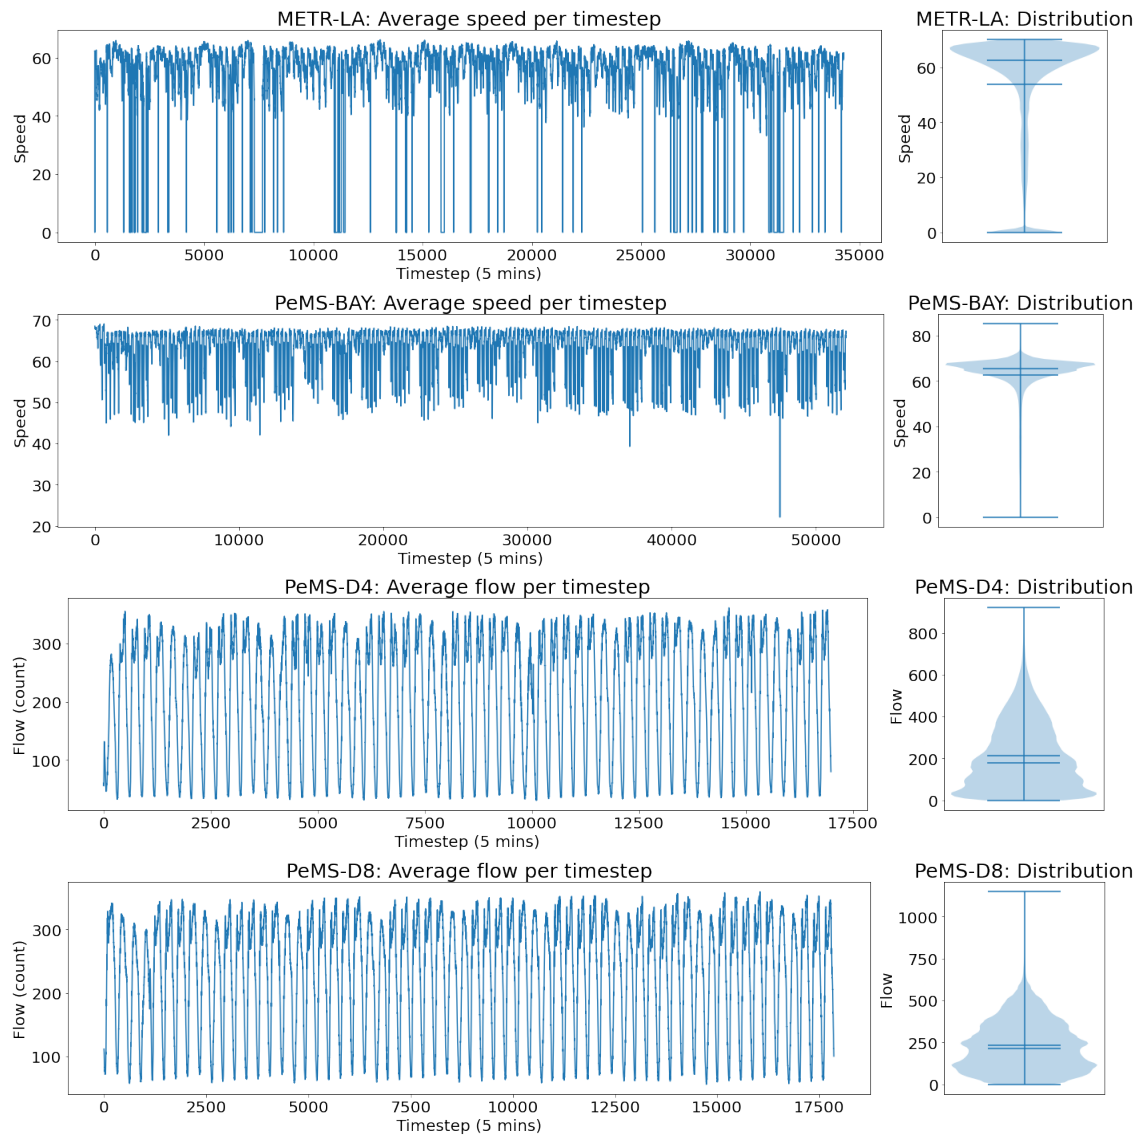 METR-LA: Average speed per timestep
Speed
60
40
20
0
0 5000 10000 15000 20000 25000 30000 35000
Timestep (5 mins)
METR-LA: Distribution
Speed
60
40
20
0
PeMS-BAY: Average speed per timestep
Speed
70
60
50
40
30
20
0 10000 20000 30000 40000 50000
Timestep (5 mins)
PeMS-BAY: Distribution
Speed
80
60
40
20
0
PeMS-D4: Average flow per timestep
Flow (count)
300
200
100
0 2500 5000 7500 10000 12500 15000 17500
Timestep (5 mins)
PeMS-D4: Distribution
Flow
800
600
400
200
0
PeMS-D8: Average flow per timestep
Flow (count)
300
200
100
0 2500 5000 7500 10000 12500 15000 17500
Timestep (5 mins)
PeMS-D8: Distribution
Flow
1000
750
500
250
0